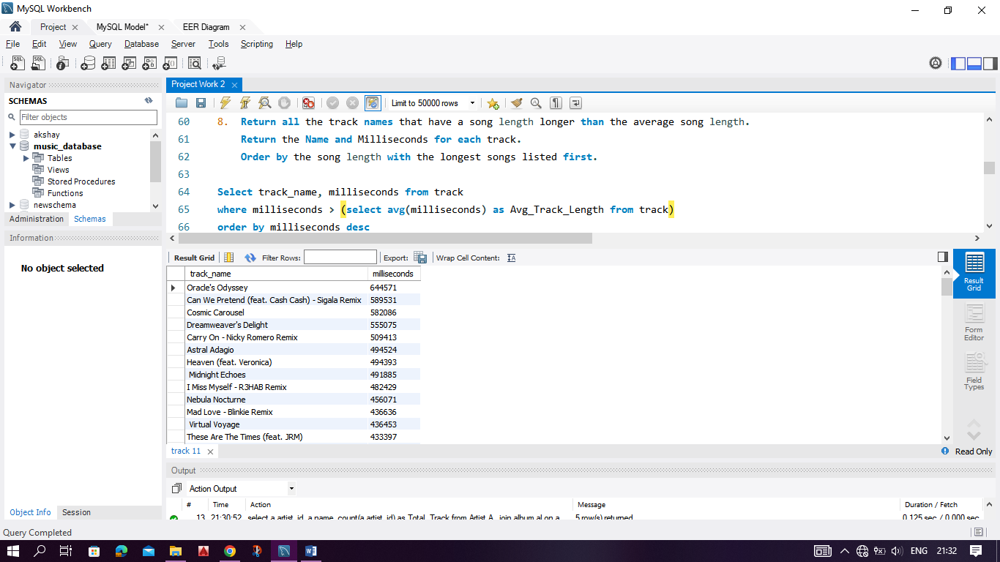 MySQL Workbench
Project MySQL Model* EER Diagram
File Edit View Query Database Server Tools Scripting Help
Navigator
SCHEMAS
Filter objects
akshay
music_database
Tables
Views
Stored Procedures
Functions
newschema
Administration Schemas
Information
No object selected
Object Info Session
Query Completed
Project Work 2
Limit to 50000 rows
60 8. Return all the track names that have a song length longer than the average song length.
61 Return the Name and Milliseconds for each track.
62 Order by the song length with the longest songs listed first.
63
64 Select track_name, milliseconds from track
65 where milliseconds > (select avg(milliseconds) as Avg_Track_Length from track)
66 order by milliseconds desc
Result Grid Filter Rows: Export: Wrap Cell Content:
track_name milliseconds
Oracle's Odyssey 644571
Can We Pretend (feat. Cash Cash) - Sigala Remix 589531
Cosmic Carousel 582086
Dreamweaver's Delight 555075
Carry On - Nicky Romero Remix 509413
Astral Adagio 494524
Heaven (feat. Veronica) 494393
Midnight Echoes 491885
I Miss Myself - R3HAB Remix 482429
Nebula Nocturne 456071
Mad Love - Blinkie Remix 436636
Virtual Voyage 436453
These Are The Times (feat. JRM) 433397
Result
Grid
Form
Editor
Field
Types
track 11
Read Only
Output
Action Output
# Time Action Message Duration / Fetch
13 21:30:52 select a.artist_id, a.name, count(a.artist_id) as Total_Track from Artist A join album al on a 5 row(s) returned 0.125 sec / 0.000 sec
ENG 21:32